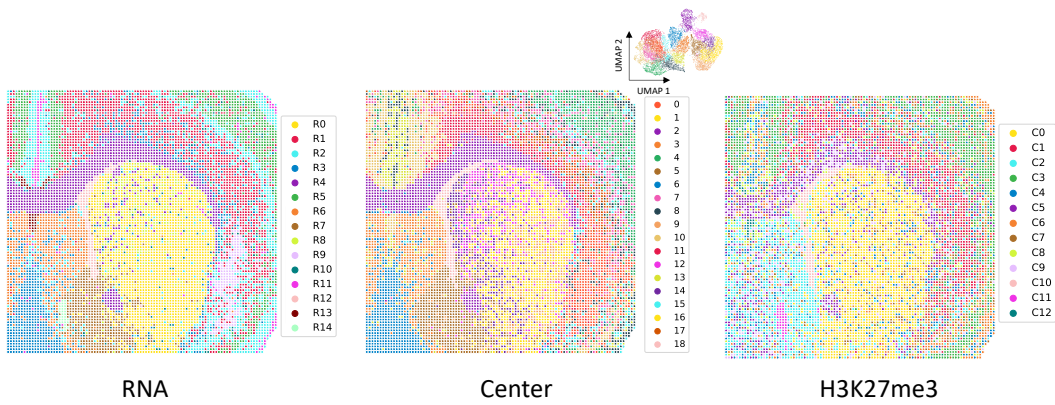 UMAP 2
UMAP 1
R0
R1
R2
R3
R4
R5
R6
R7
R8
R9
R10
R11
R12
R13
R14
0
1
2
3
4
5
6
7
8
9
10
11
12
13
14
15
16
17
18
C0
C1
C2
C3
C4
C5
C6
C7
C8
C9
C10
C11
C12
RNA
Center
H3K27me3